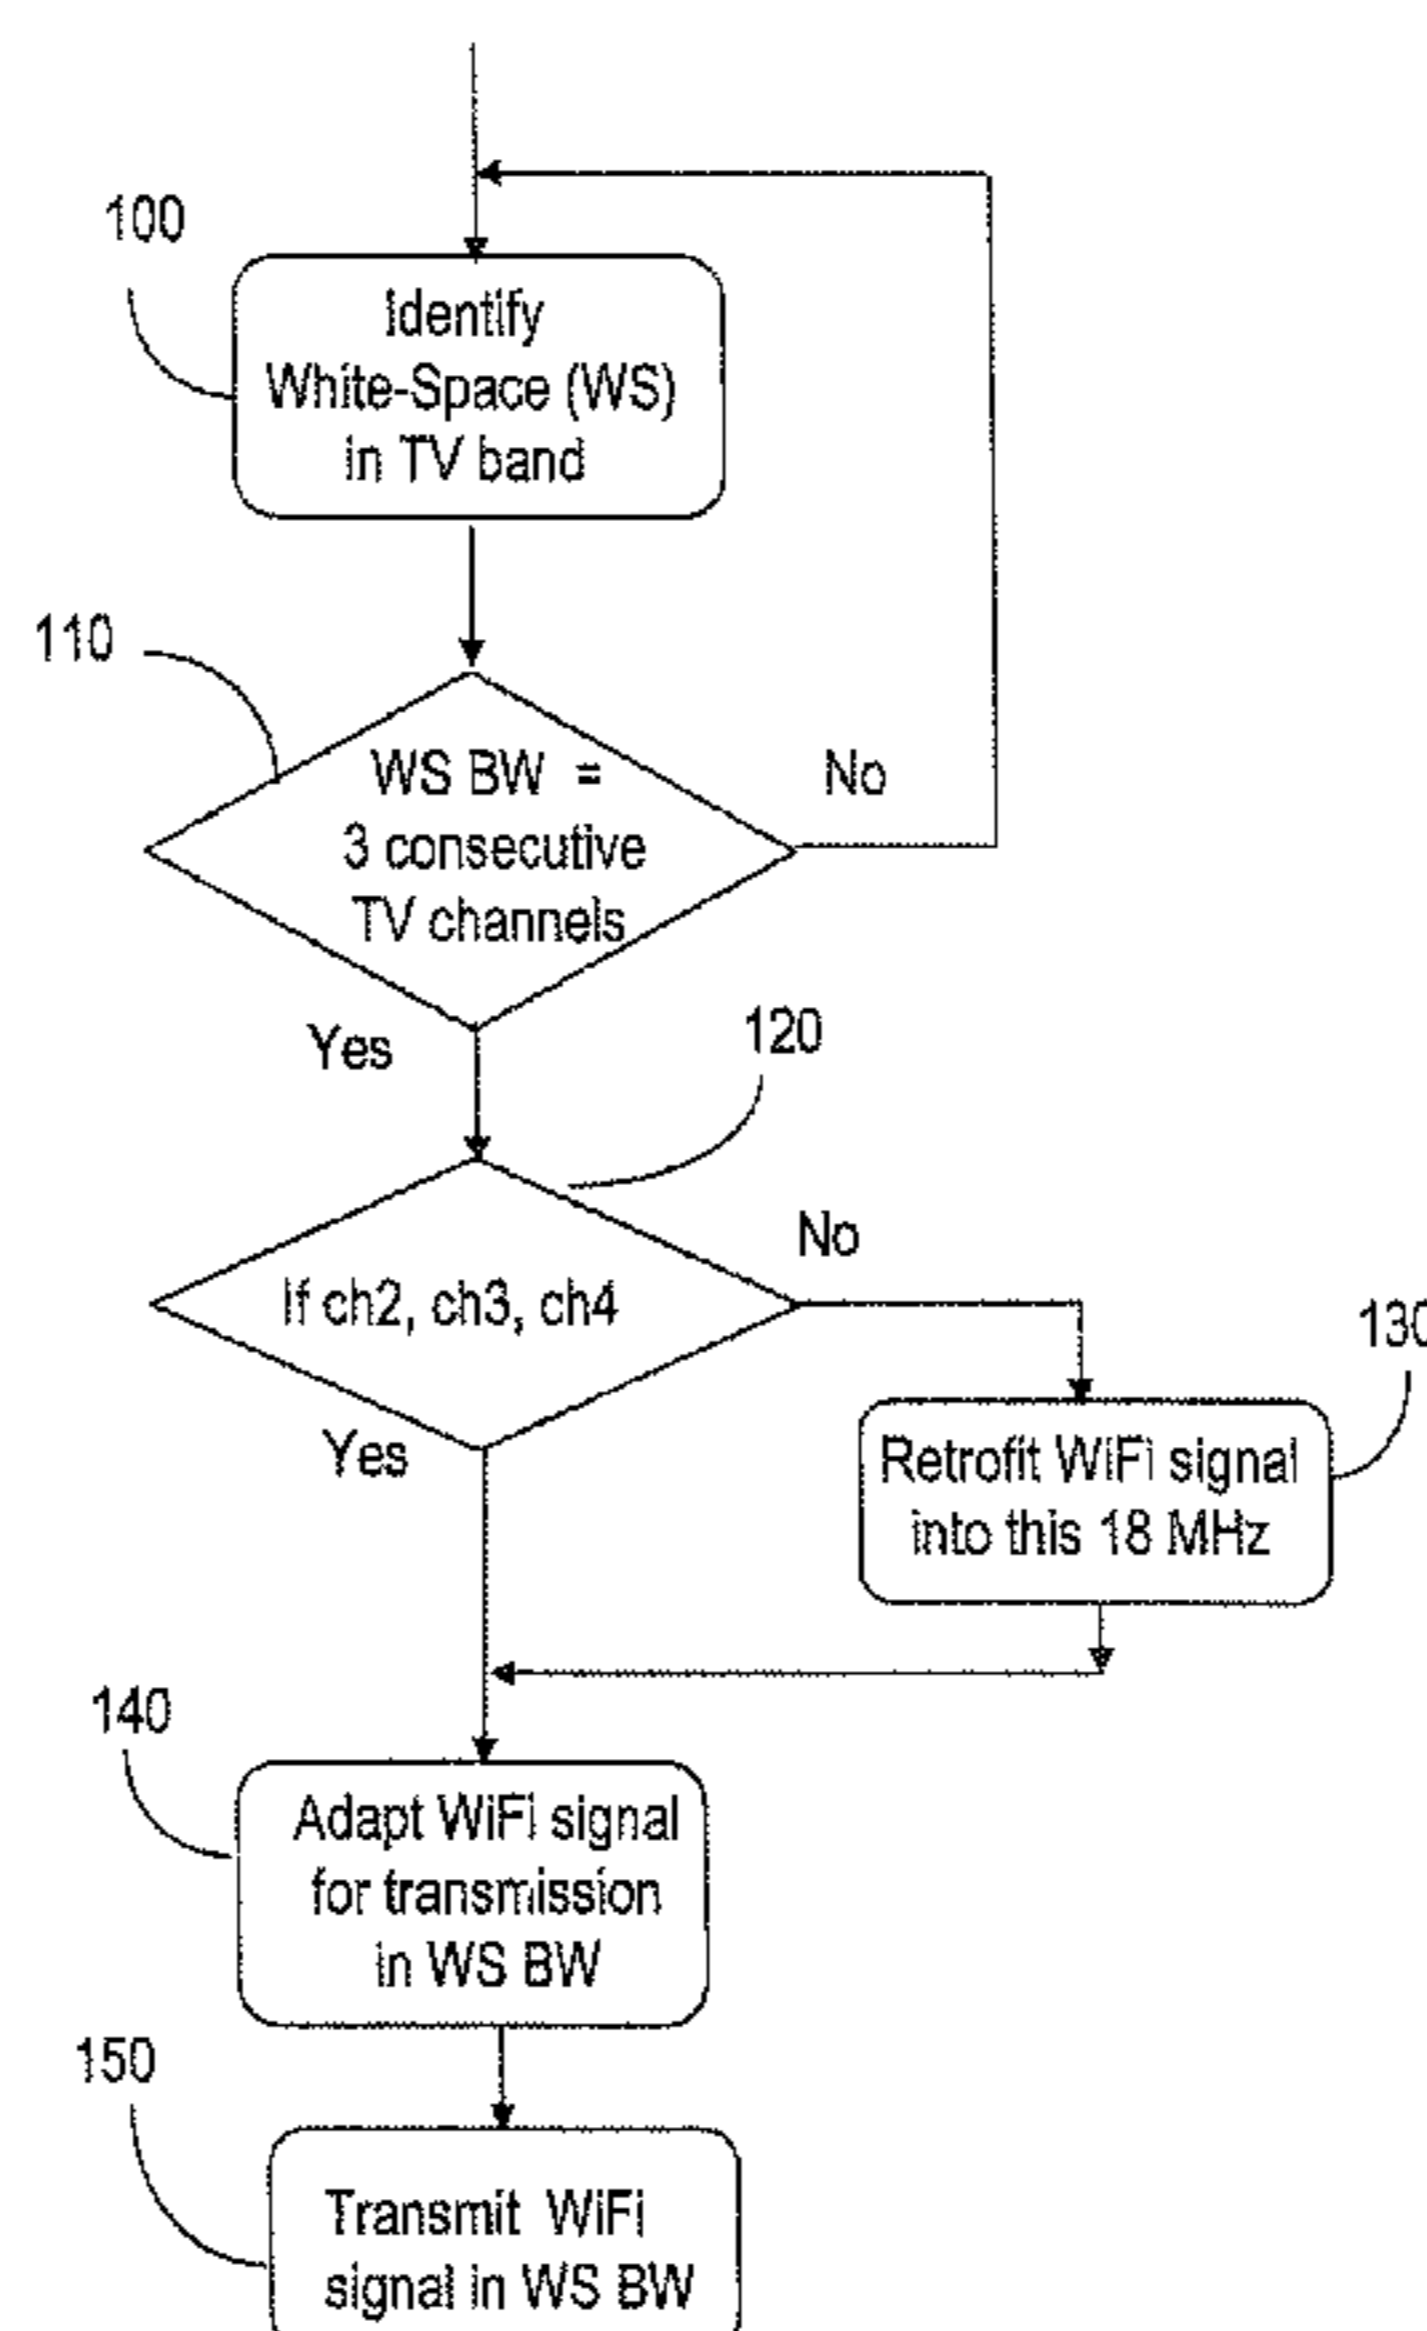 100
Identify
White-Space (WS)
in TV band
110
WS BW =
3 consecutive
TV channels
No
Yes
120
If ch2, ch3, ch4
No
130
Yes
Retrofit WiFi signal
into this 18 MHz
140
Adapt WiFi signal
for transmission
in WS BW
150
Transmit WiFi
signal in WS BW